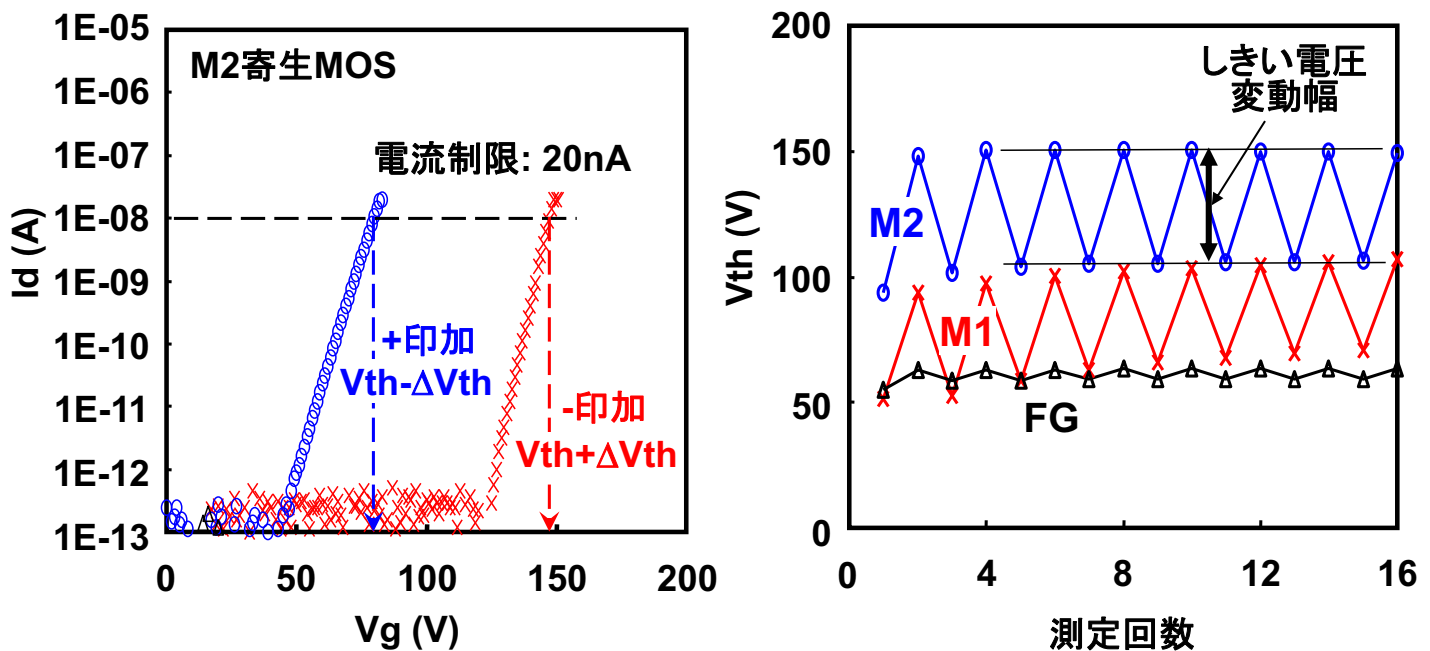 1E-05
1E-06
1E-07
1E-08
1E-09
1E-10
1E-11
1E-12
1E-13
Id (A)
M2寄生MOS
電流制限: 20nA
+印加
Vth-ΔVth
-印加
Vth+ΔVth
0
50
100
150
200
Vg (V)
200
150
100
50
0
Vth (V)
しきい電圧
変動幅
M2
M1
FG
0
4
8
12
16
測定回数